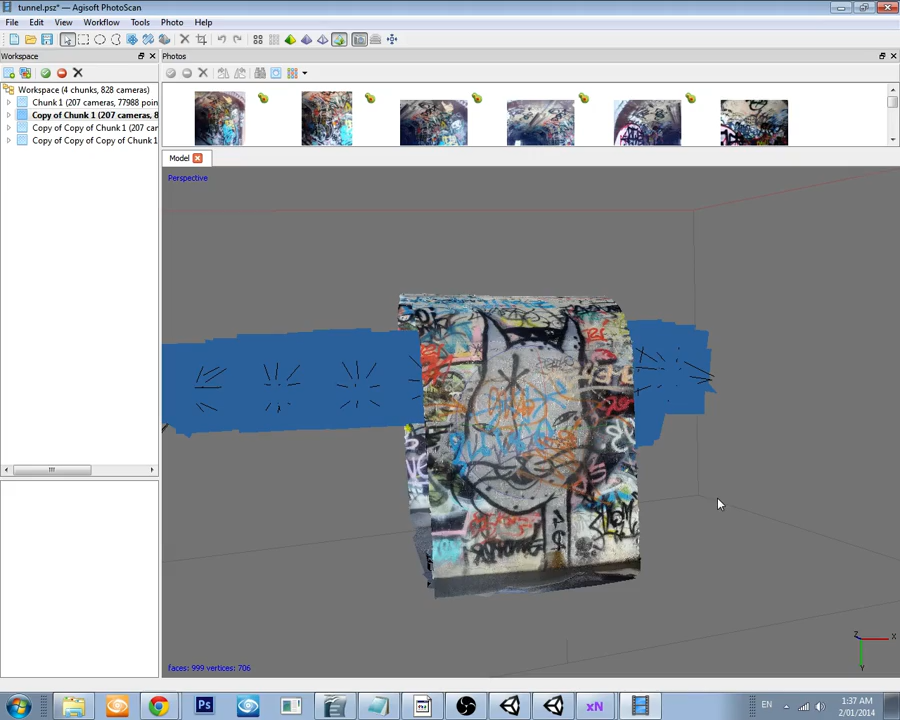 tunnel.psz* — Agisoft PhotoScan
File Edit View Workflow Tools Photo Help
Workspace
Photos
Workspace (4 chunks, 828 cameras)
Chunk 1 (207 cameras, 77988 poin
Copy of Chunk 1 (207 cameras, 8
Copy of Copy of Chunk 1 (207 car
Copy of Copy of Copy of Chunk 1
Model
Perspective
faces: 999 vertices: 706
Z
X
Y
Ps
xN
EN
1:37 AM
2/01/2014